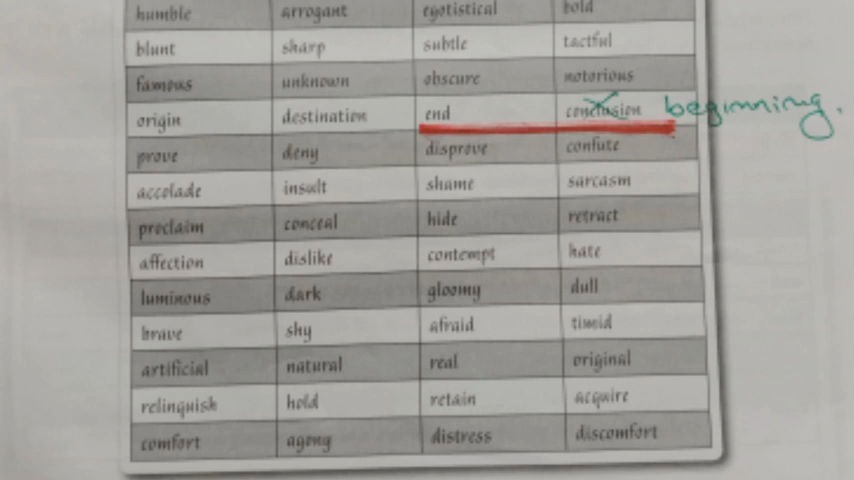 humble arrogant egotistical bold
blunt sharp subtle tactful
famous unknown obscure notorious
origin destination end conclusion beginning.
prove deny disprove confute
accolade insult shame sarcasm
proclaim conceal hide retract
affection dislike contempt hate
luminous dark gloomy dull
brave shy afraid timid
artificial natural real original
relinquish hold retain acquire
comfort agony distress discomfort